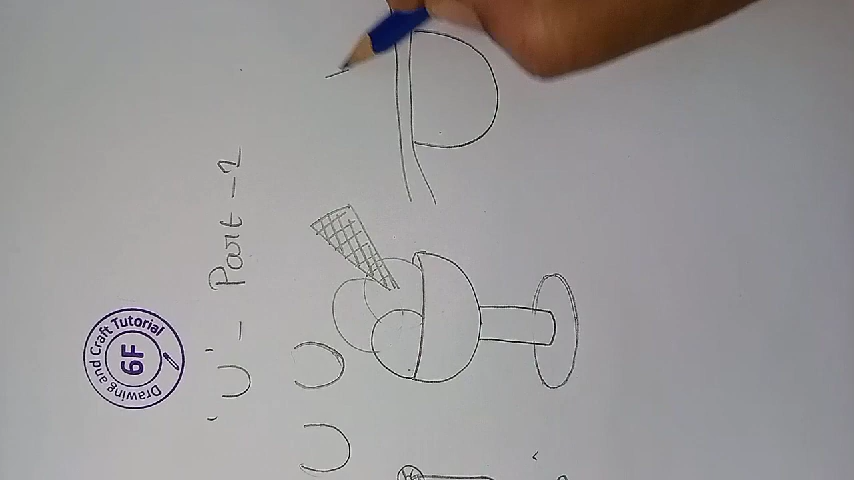 'U' - Part - 2
U U
Drawing and Craft Tutorial
6F